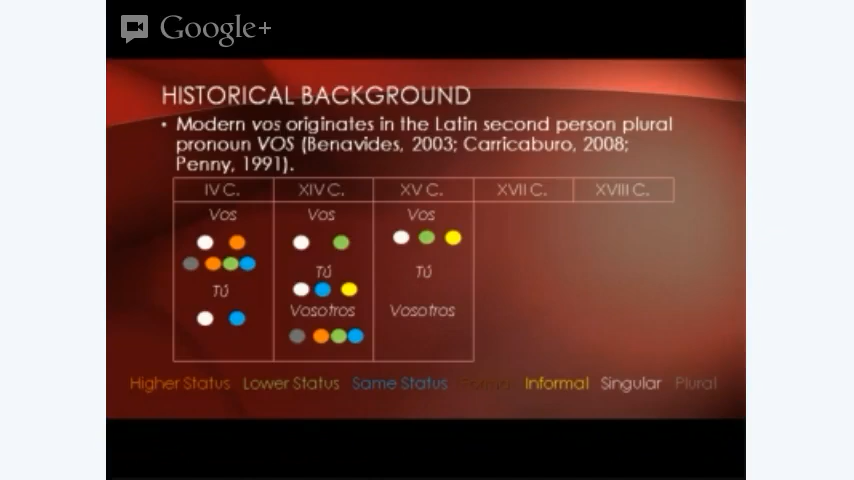 Google+
HISTORICAL BACKGROUND
• Modern vos originates in the Latin second person plural
pronoun VOS (Benavides, 2003; Carricaburo, 2008;
Penny, 1991).
IV C. XIV C. XV C. XVII C. XVIII C.
Vos Vos Vos
Tú Tú Tú
Vosotros Vosotros
Higher Status Lower Status Same Status Informal Singular Plural